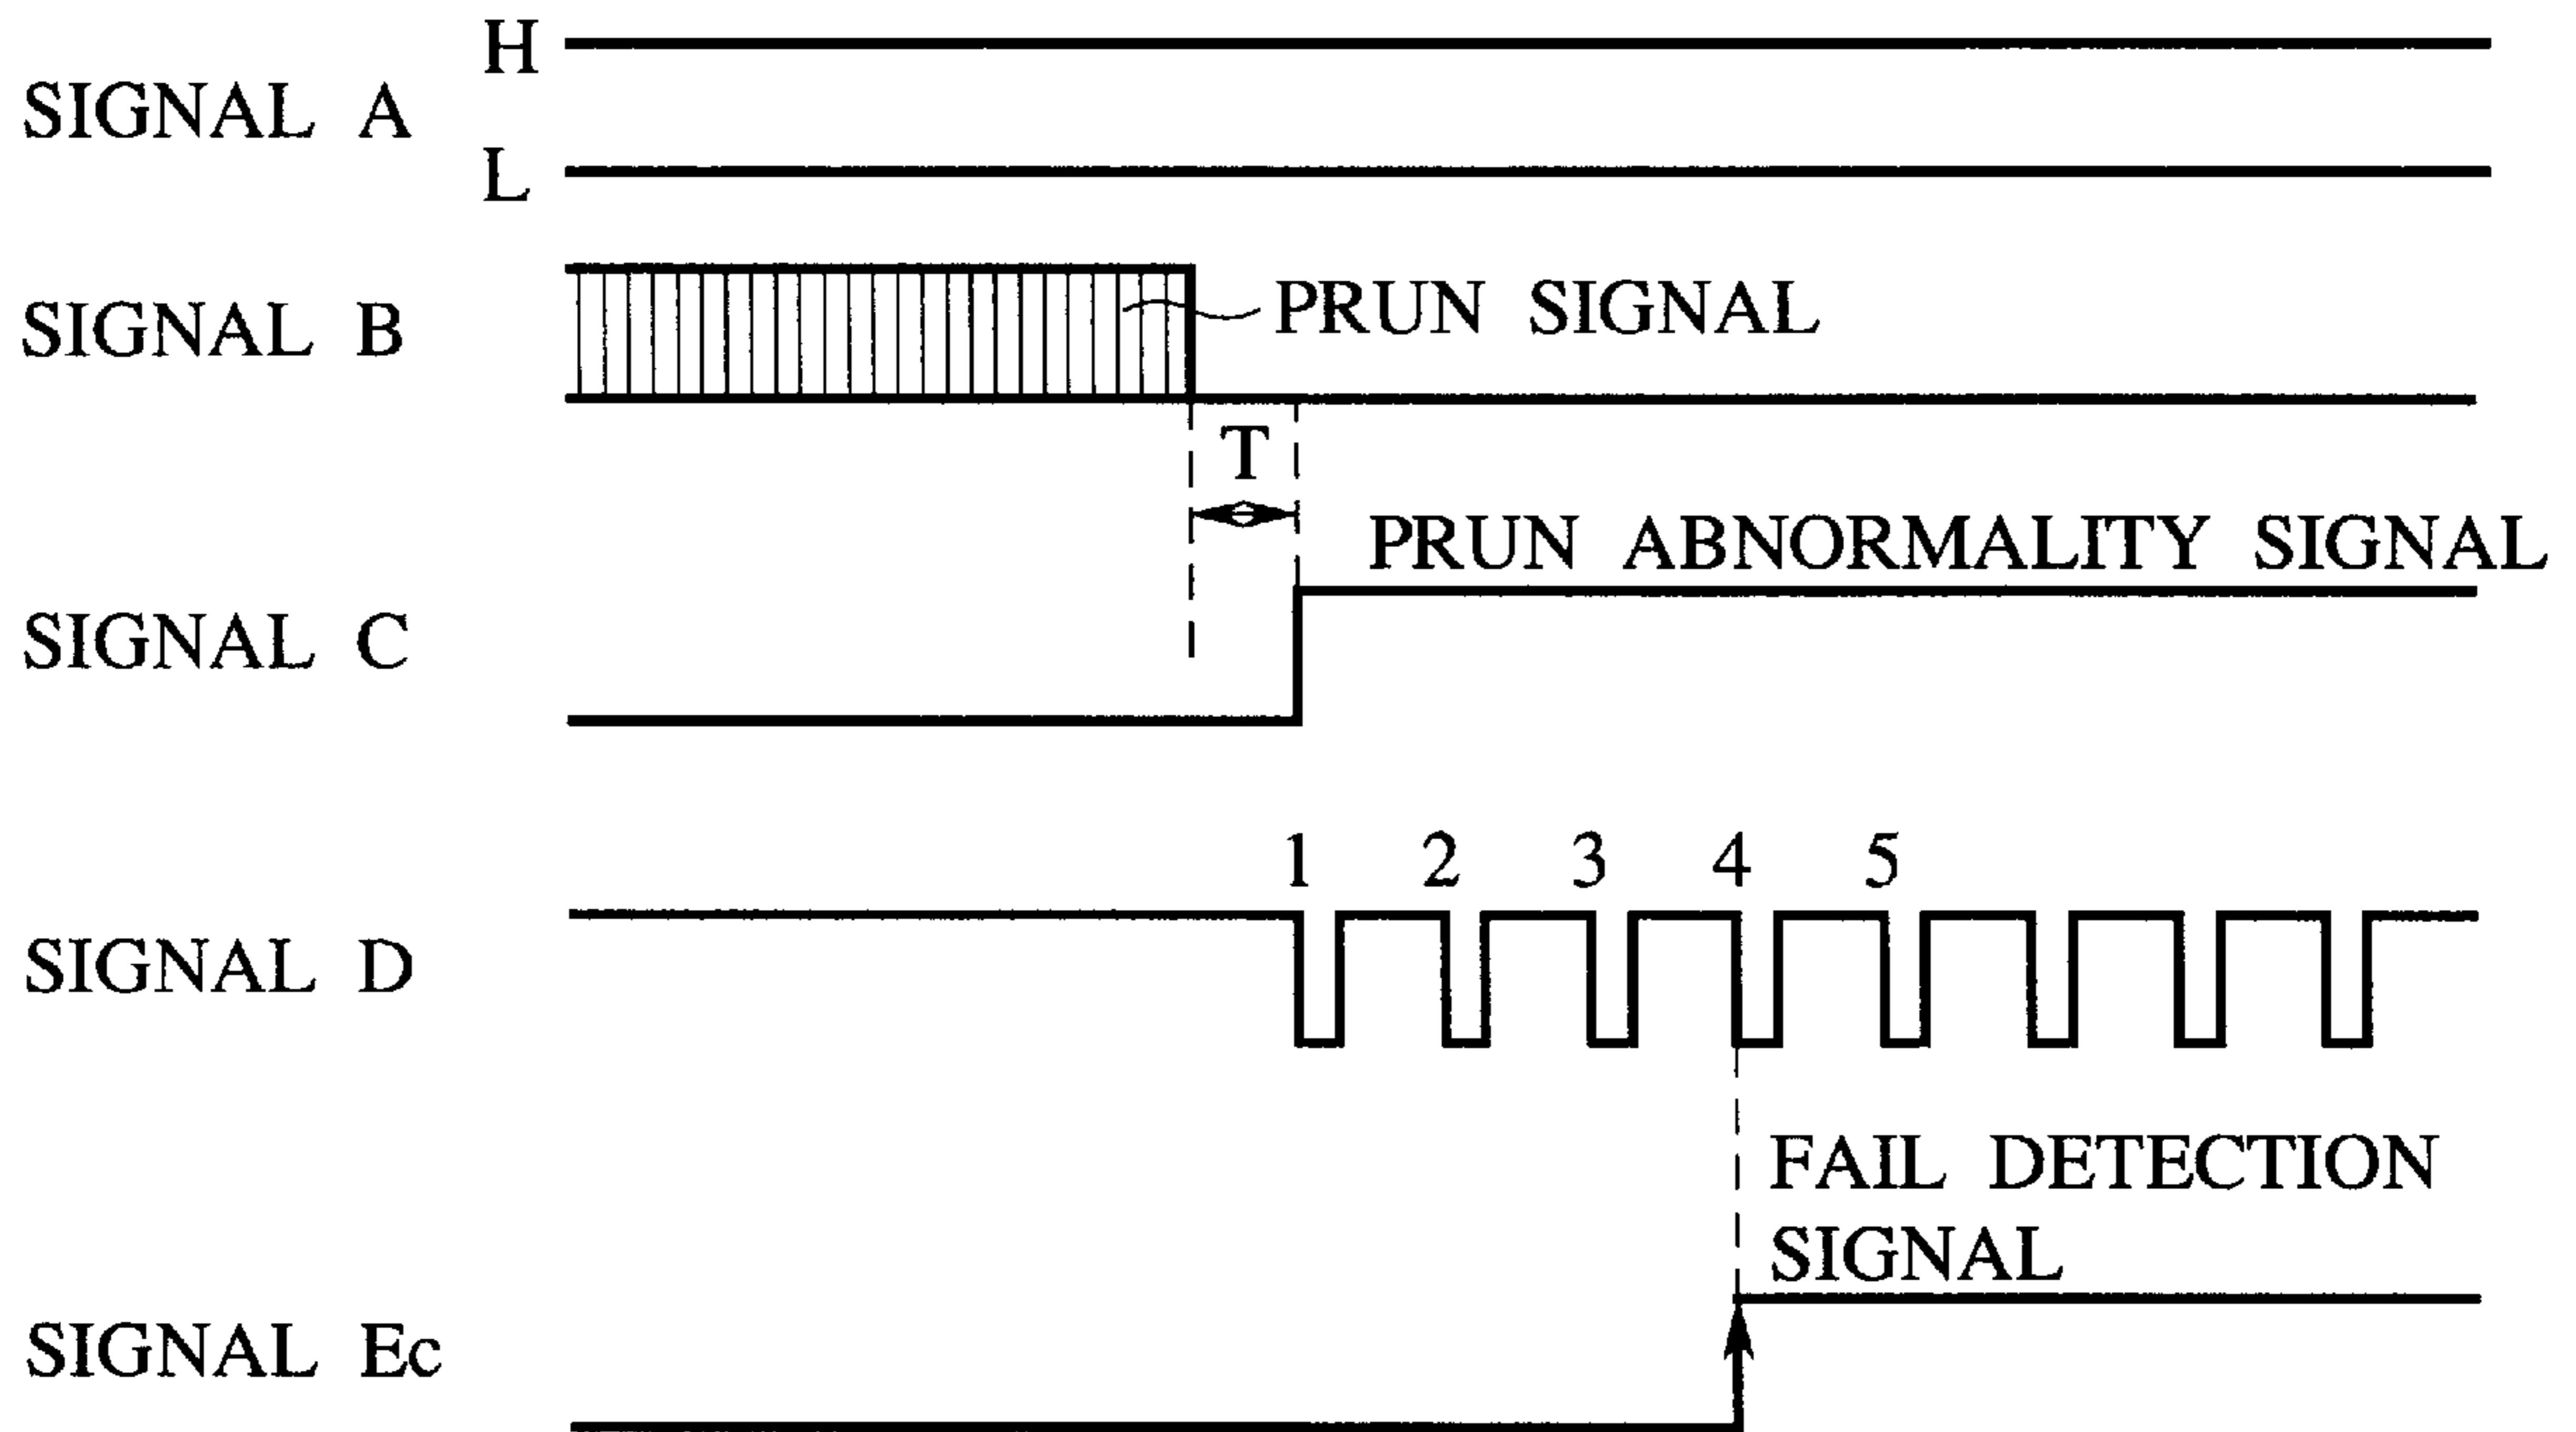 H
SIGNAL A
L
SIGNAL B
PRUN SIGNAL
T
PRUN ABNORMALITY SIGNAL
SIGNAL C
1 2 3 4 5
SIGNAL D
FAIL DETECTION
SIGNAL
SIGNAL Ec